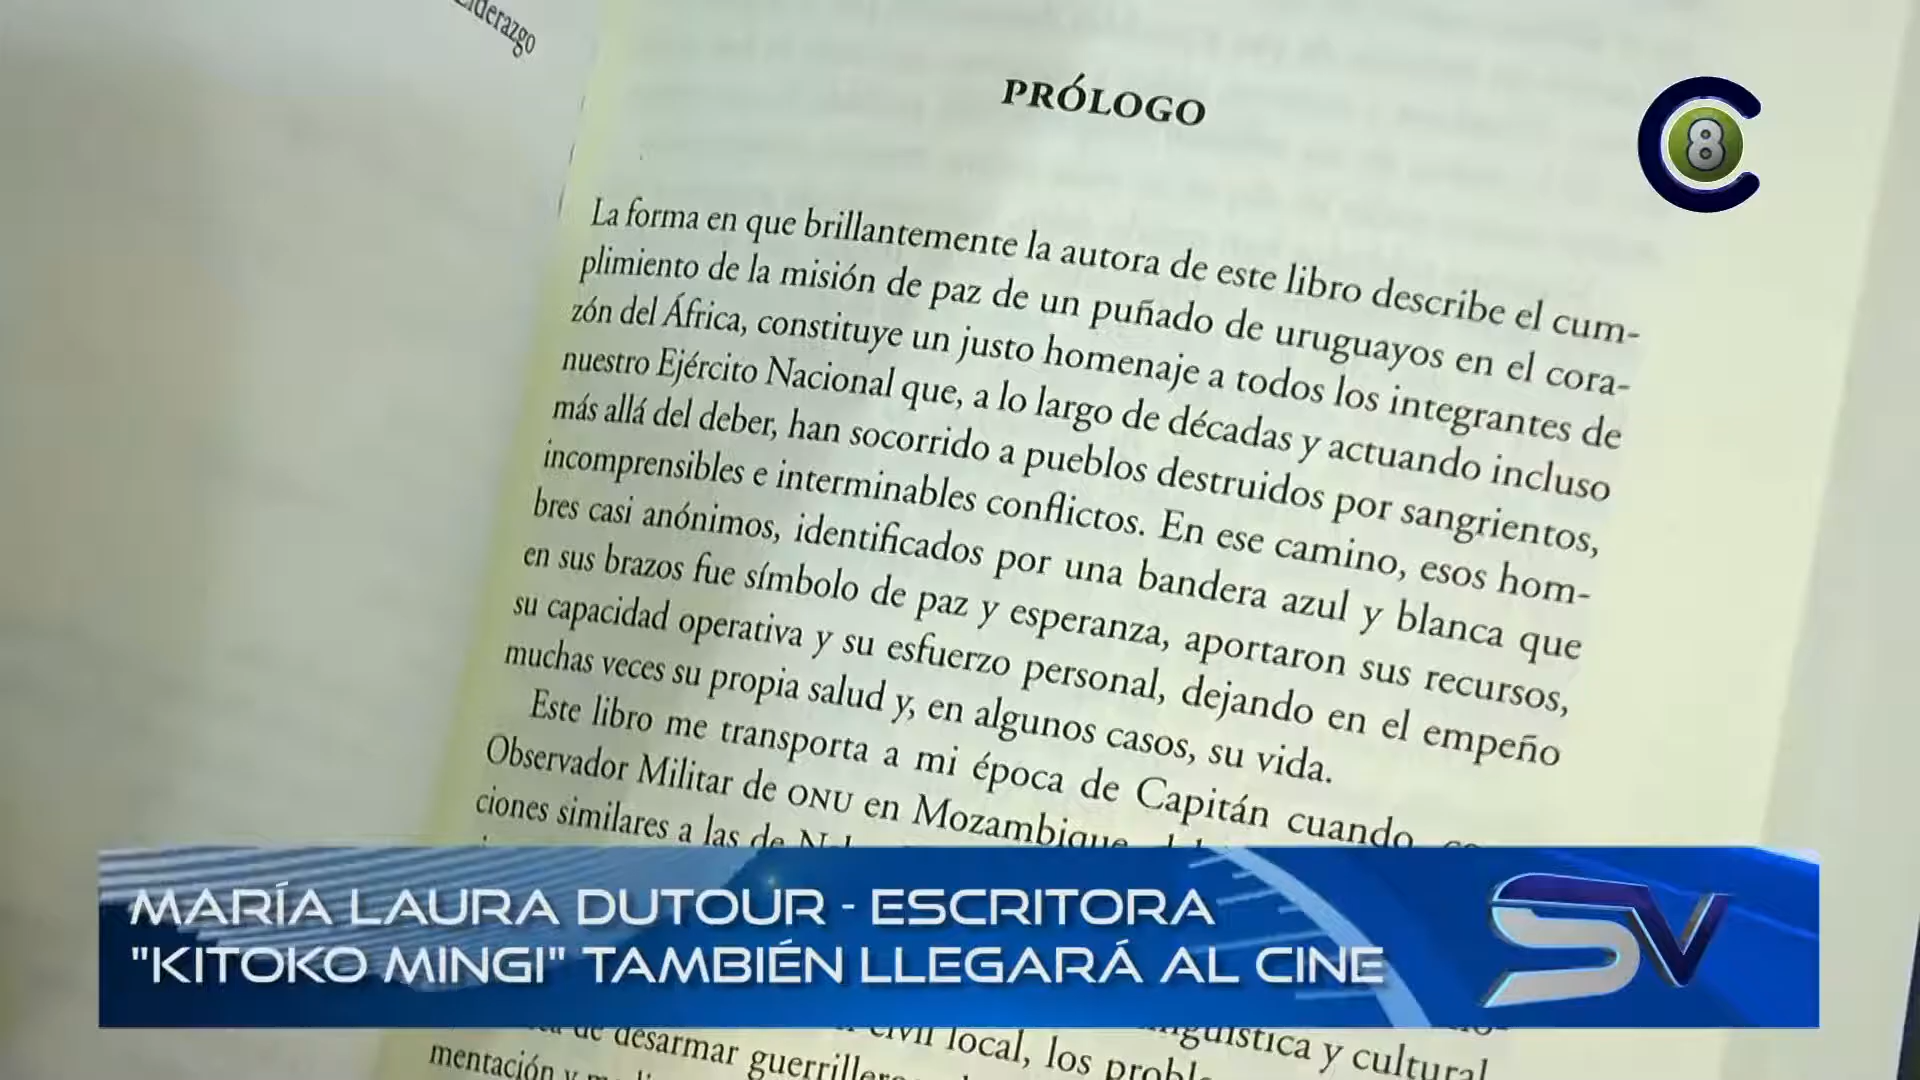 Liderazgo
PRÓLOGO
C8
La forma en que brillantemente la autora de este libro describe el cum-
plimiento de la misión de paz de un puñado de uruguayos en el cora-
zón del África, constituye un justo homenaje a todos los integrantes de
nuestro Ejército Nacional que, a lo largo de décadas y actuando incluso
más allá del deber, han socorrido a pueblos destruidos por sangrientos,
incomprensibles e interminables conflictos. En ese camino, esos hom-
bres casi anónimos, identificados por una bandera azul y blanca que
en sus brazos fue símbolo de paz y esperanza, aportaron sus recursos,
su capacidad operativa y su esfuerzo personal, dejando en el empeño
muchas veces su propia salud y, en algunos casos, su vida.
Este libro me transporta a mi época de Capitán cuando
Observador Militar de ONU en Mozambique
ciones similares a las de
MARÍA LAURA DUTOUR - ESCRITORA
"KITOKO MINGI" TAMBIÉN LLEGARÁ AL CINE
SV
lingüística y cultural
de desarmar guerrilleros civil local, los
mentación y